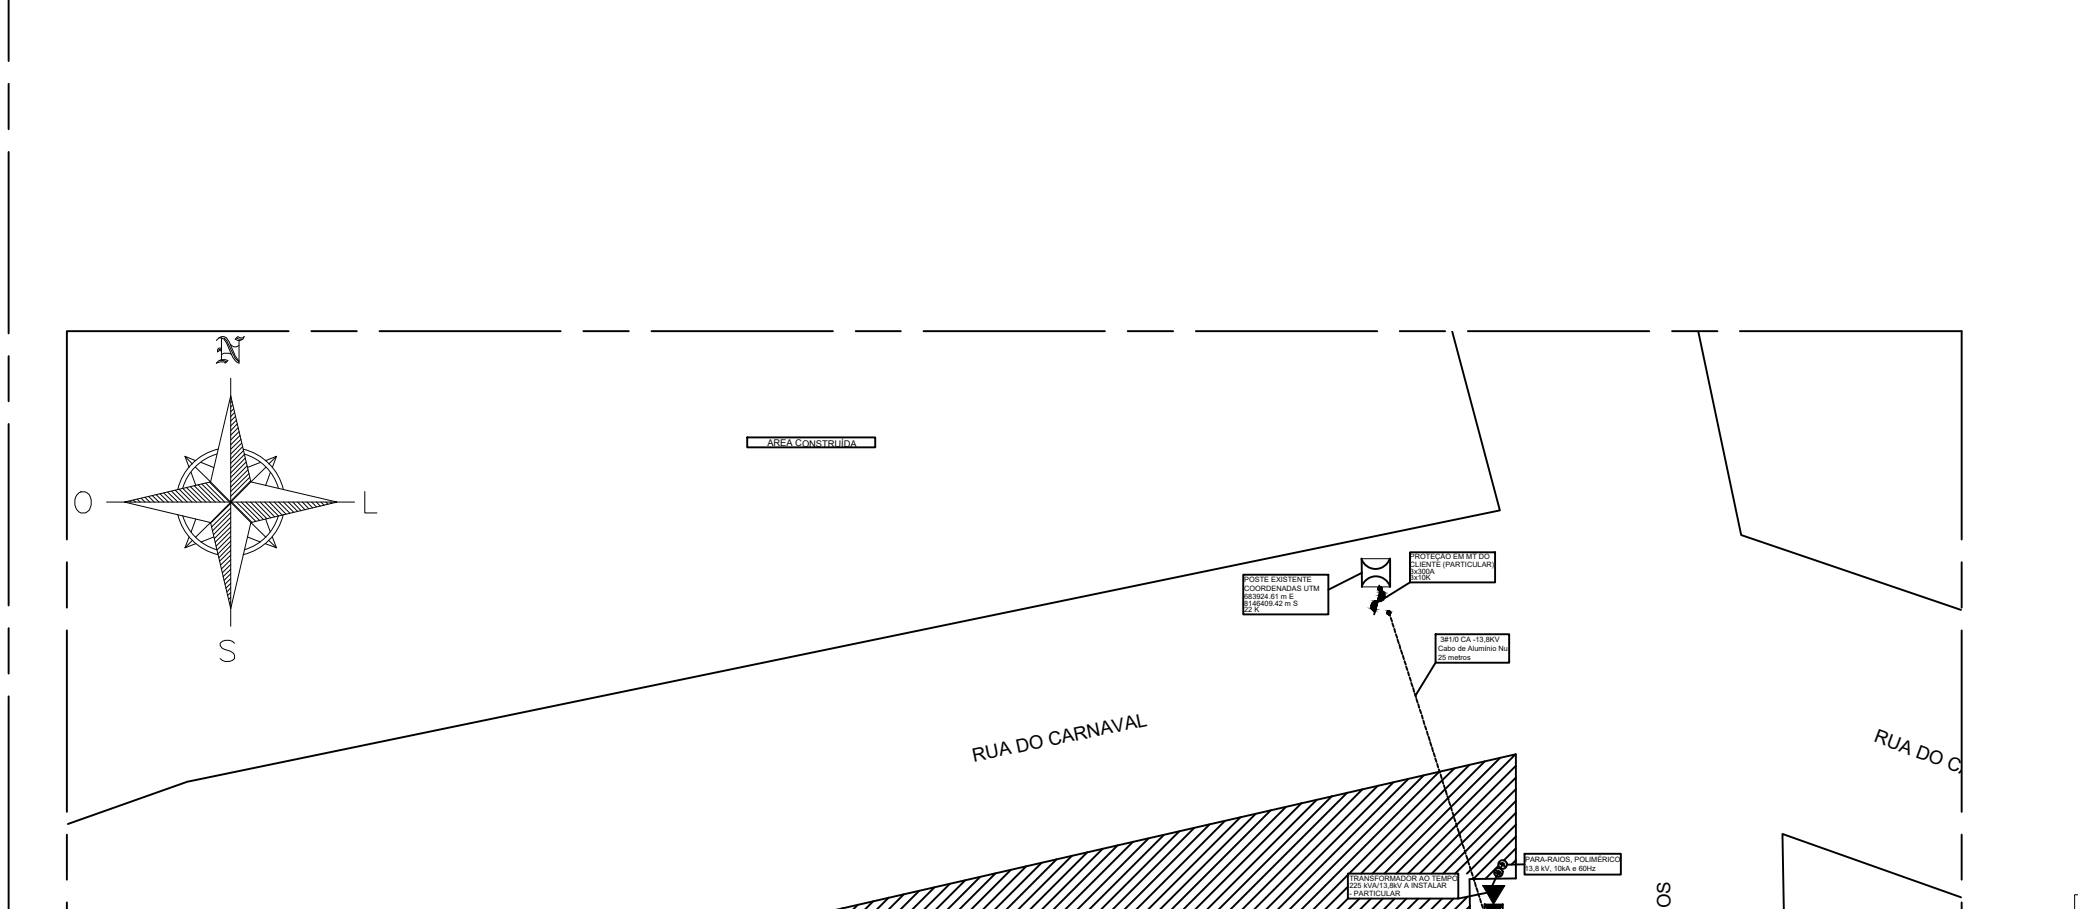 N
ÁREA CONSTRUÍDA
O
L
S
PROTEÇÃO EM MT DO
CLIENTE (PARTICULAR)
3x300A
3x10K
POSTE EXISTENTE
COORDENADAS UTM
683924.61 m E
8146409.42 m S
22 K
3#1/0 CA -13,8KV
Cabo de Alumínio Nu
25 metros
RUA DO CARNAVAL
RUA DO
PARA-RAIOS, POLIMÉRICO
13,8 kV, 10kA e 60Hz
TRANSFORMADOR AO TEMPO
225 kVA/13,8kV A INSTALAR
- PARTICULAR
OS